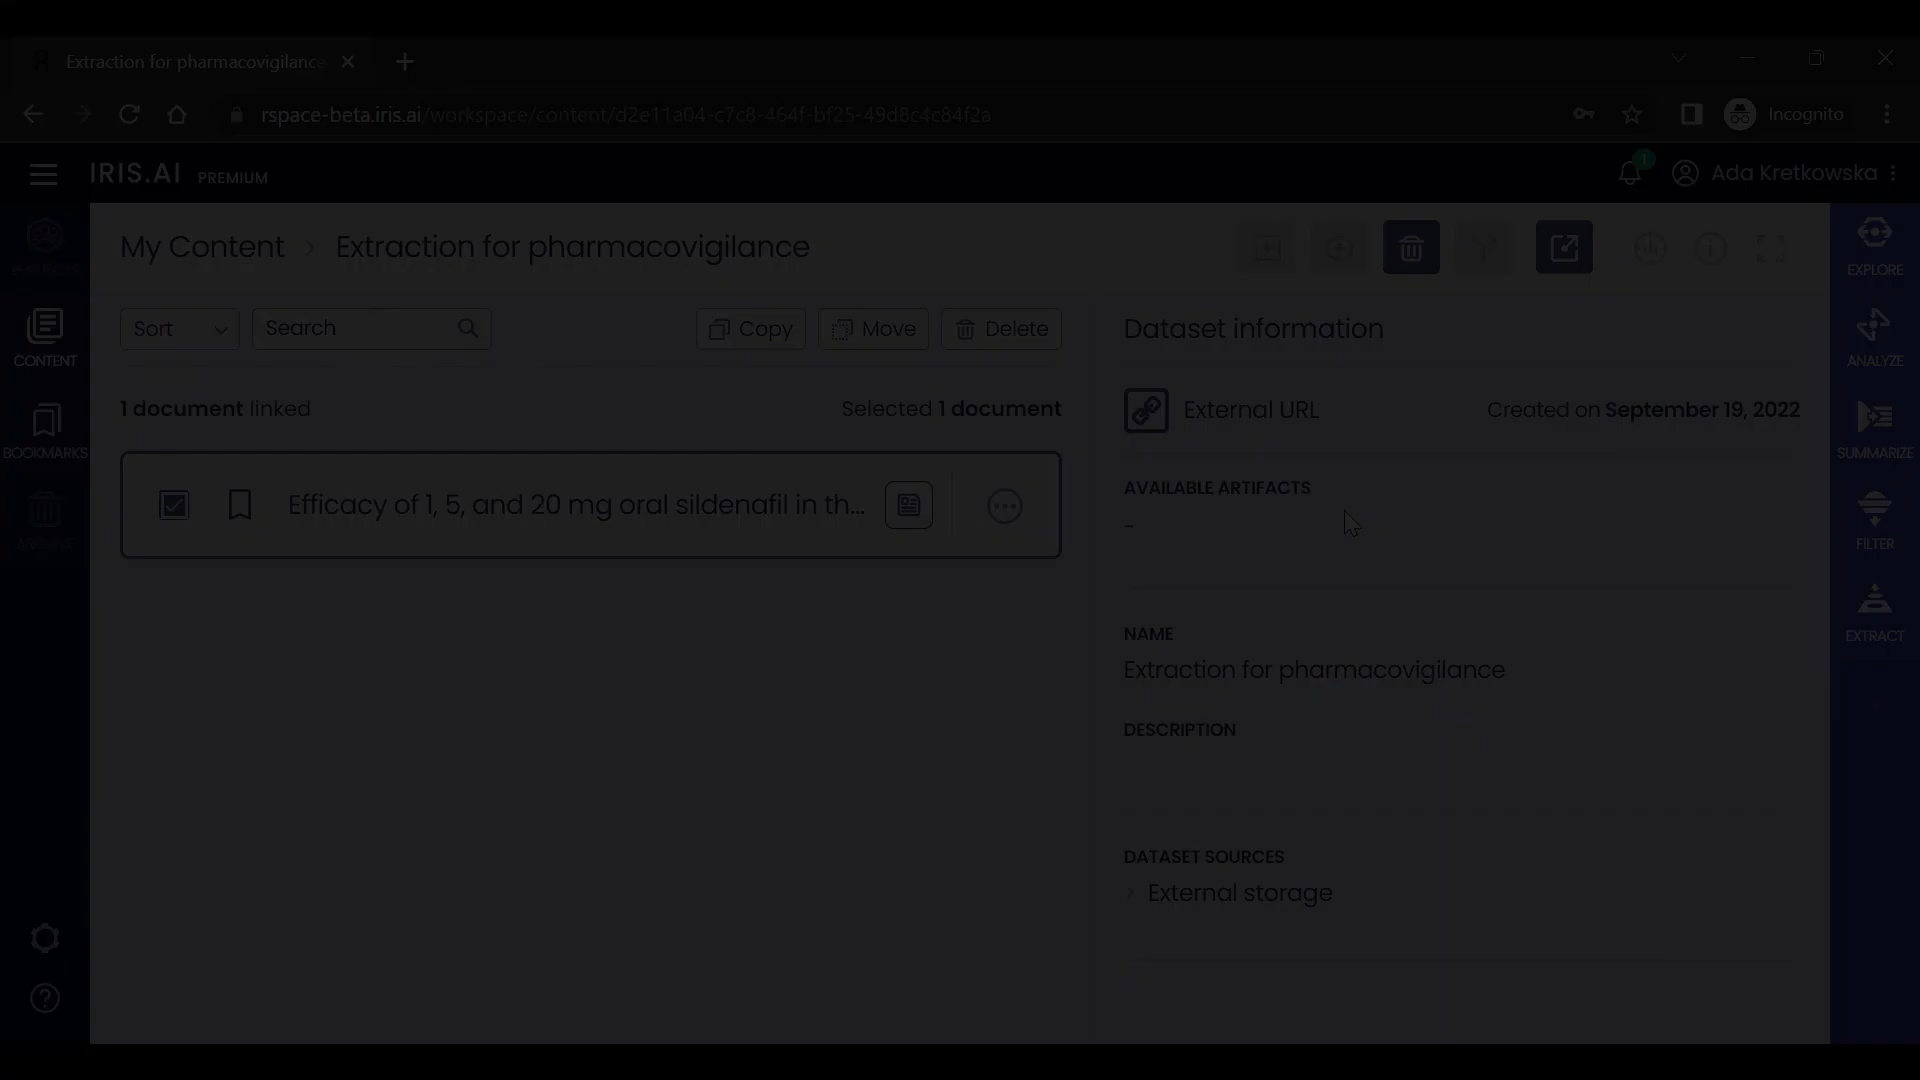 Extraction for pharmacovigilance
rspace-beta.iris.ai/workspace/content/d2e11a04-c7c8-464f-bf25-49d8c4c84f2a
Incognito
IRIS.AI PREMIUM
1
Ada Kretkowska
PROJECTS
CONTENT
BOOKMARKS
ARCHIVE
My Content > Extraction for pharmacovigilance
Sort
Search
Copy
Move
Delete
1 document linked
Selected 1 document
Efficacy of 1, 5, and 20 mg oral sildenafil in th...
Dataset information
External URL
Created on September 19, 2022
AVAILABLE ARTIFACTS
-
NAME
Extraction for pharmacovigilance
DESCRIPTION
DATASET SOURCES
External storage
EXPLORE
ANALYZE
SUMMARIZE
FILTER
EXTRACT